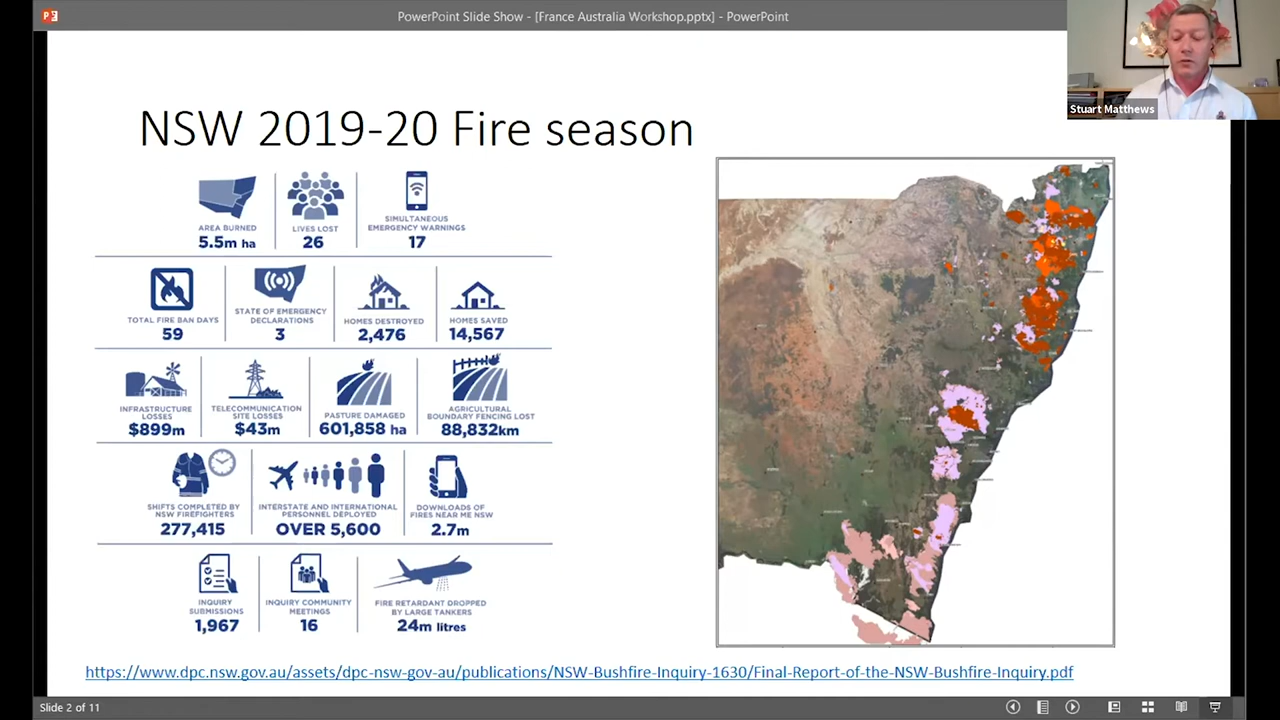 PowerPoint Slide Show - [France Australia Workshop.pptx] - PowerPoint
Stuart Matthews
NSW 2019-20 Fire season
AREA BURNED
5.5m ha
LIVES LOST
26
SIMULTANEOUS
EMERGENCY WARNINGS
17
TOTAL FIRE BAN DAYS
59
STATE OF EMERGENCY
DECLARATIONS
3
HOMES DESTROYED
2,476
HOMES SAVED
14,567
INFRASTRUCTURE
LOSSES
$899m
TELECOMMUNICATION
SITE LOSSES
$43m
PASTURE DAMAGED
601,858 ha
AGRICULTURAL
BOUNDARY FENCING LOST
88,832km
SHIFTS COMPLETED BY
NSW FIREFIGHTERS
277,415
INTERSTATE AND INTERNATIONAL
PERSONNEL DEPLOYED
OVER 5,600
DOWNLOADS OF
FIRES NEAR ME NSW
2.7m
INQUIRY
SUBMISSIONS
1,967
INQUIRY COMMUNITY
MEETINGS
16
FIRE RETARDANT DROPPED
BY LARGE TANKERS
24m litres
https://www.dpc.nsw.gov.au/assets/dpc-nsw-gov-au/publications/NSW-Bushfire-Inquiry-1630/Final-Report-of-the-NSW-Bushfire-Inquiry.pdf
Slide 2 of 11